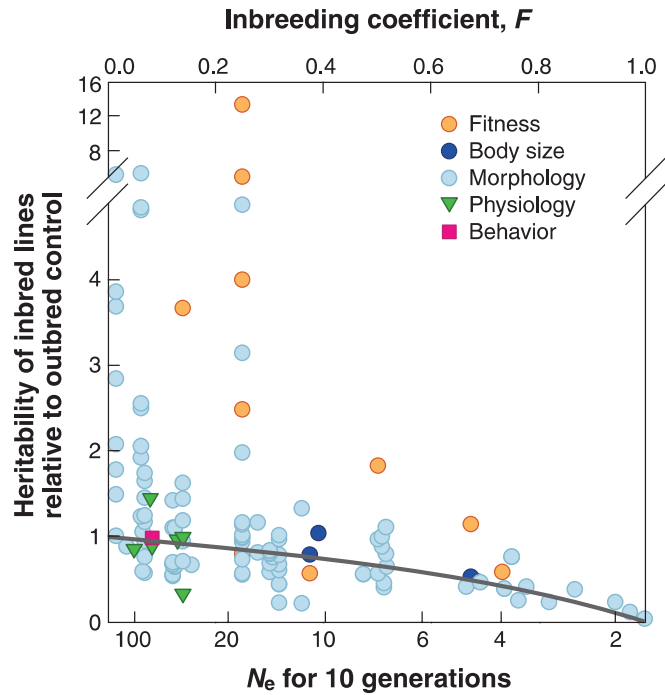 Inbreeding coefficient, F
0.0 0.2 0.4 0.6 0.8 1.0
16
12
8
4
3
2
1
0
Heritability of inbred lines
relative to outbred control
Fitness
Body size
Morphology
Physiology
Behavior
100 20 10 6 4 2
Ne for 10 generations